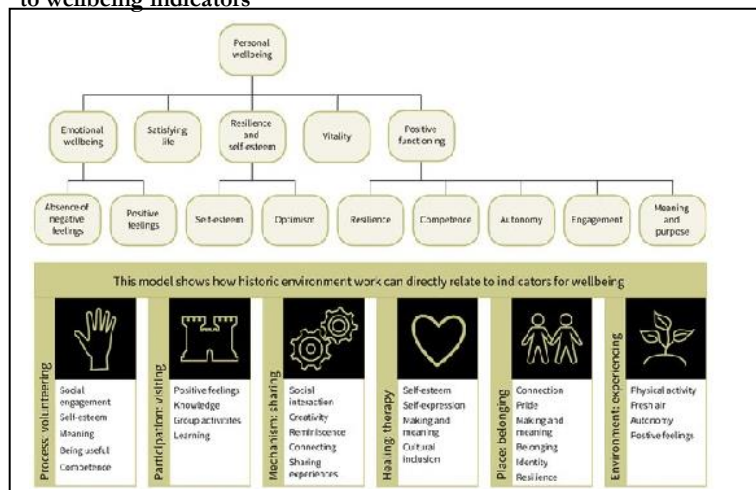 to wellbeing indicators
Personal
wellbeing
Emotional
wellbeing
Satisfying
life
Resilience
and
self-esteem
Vitality
Positive
functioning
Absence of
negative
feelings
Positive
feelings
Self-esteem
Optimism
Resilience
Competence
Autonomy
Engagement
Meaning
and
purpose
This model shows how historic environment work can directly relate to indicators for wellbeing
Process: volunteering
Social
engagement
Self-esteem
Meaning
Being useful
Competence
Participation: visiting
Positive feelings
Knowledge
Group activites
Learning
Mechanism: sharing
Social
interaction
Creativity
Reminiscence
Connecting
Sharing
experiences
Healing: therapy
Self-esteem
Self-expression
Making and
meaning
Cultural
inclusion
Place: belonging
Connection
Pride
Making and
meaning
Belonging
Identity
Resilience
Environment: experiencing
Physical activity
Fresh air
Autonomy
Postive feelings